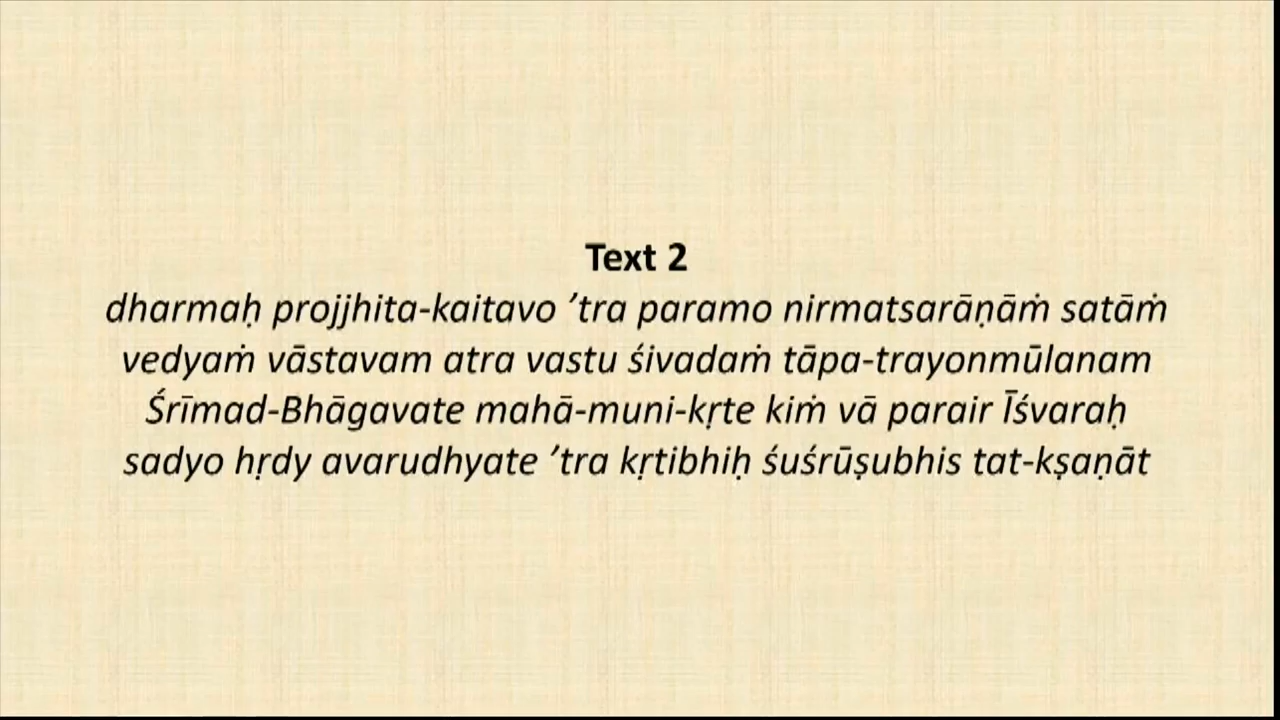 Text 2
dharmaḥ projjhita-kaitavo ’tra paramo nirmatsarāṇāṁ satāṁ
vedyaṁ vāstavam atra vastu śivadaṁ tāpa-trayonmūlanam
Śrīmad-Bhāgavate mahā-muni-kṛte kiṁ vā parair Īśvaraḥ
sadyo hṛdy avarudhyate ’tra kṛtibhiḥ śuśrūṣubhis tat-kṣaṇāt